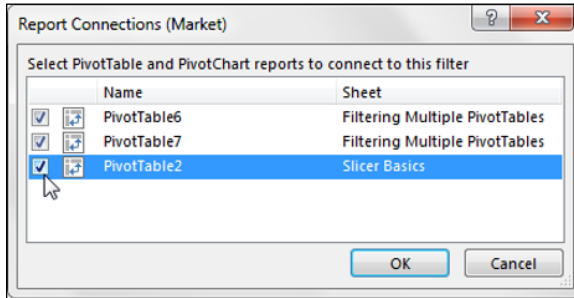 Report Connections (Market)
? X
Select PivotTable and PivotChart reports to connect to this filter
Name Sheet
PivotTable6 Filtering Multiple PivotTables
PivotTable7 Filtering Multiple PivotTables
PivotTable2 Slicer Basics
OK Cancel